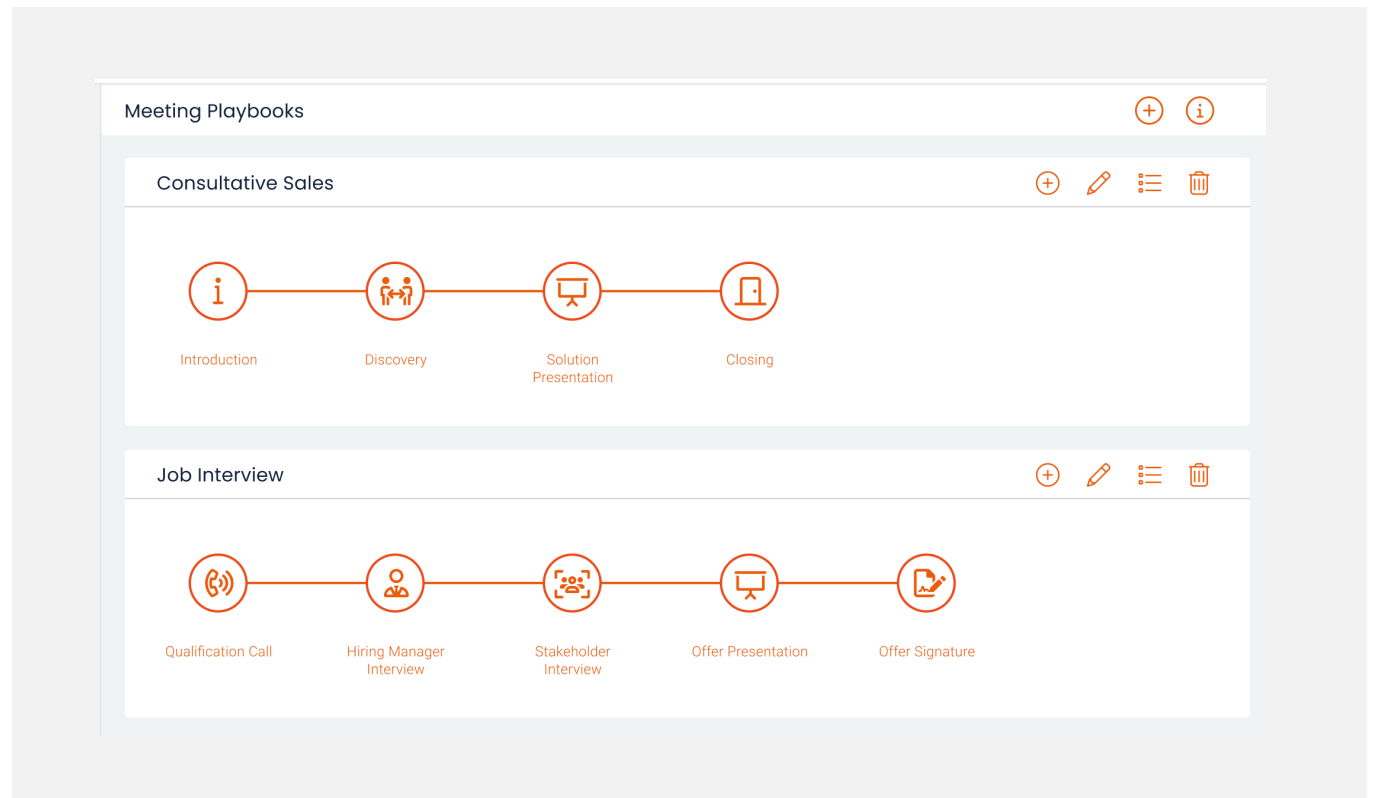 Meeting Playbooks
Consultative Sales
Introduction
Discovery
Solution
Presentation
Closing
Job Interview
Qualification Call
Hiring Manager
Interview
Stakeholder
Interview
Offer Presentation
Offer Signature